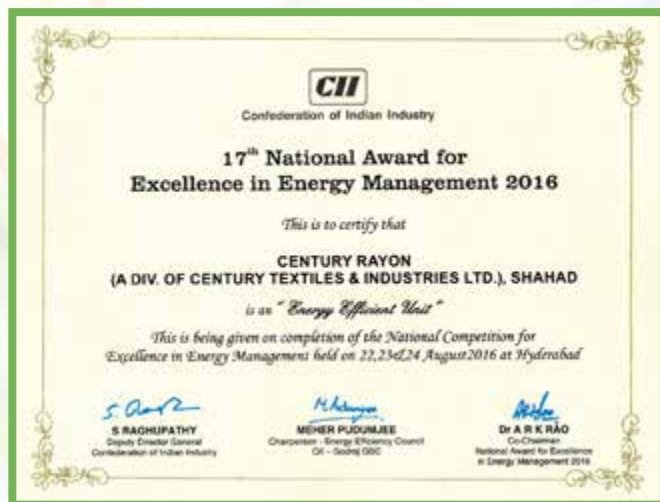 CII
Confederation of Indian Industry
17th National Award for
Excellence in Energy Management 2016
This is to certify that
CENTURY RAYON
(A DIV. OF CENTURY TEXTILES & INDUSTRIES LTD.), SHAHAD
is an "Energy Efficient Unit"
This is being given on completion of the National Competition for
Excellence in Energy Management held on 22,23&24 August2016 at Hyderabad
S RAGHUPATHY
Deputy Director General
Confederation of Indian Industry
MEHER PUDUMJEE
Chairperson - Energy Efficiency Council
CII - Godrej GBC
Dr A R K RAO
Co-Chairman
National Award for Excellence
in Energy Management 2016